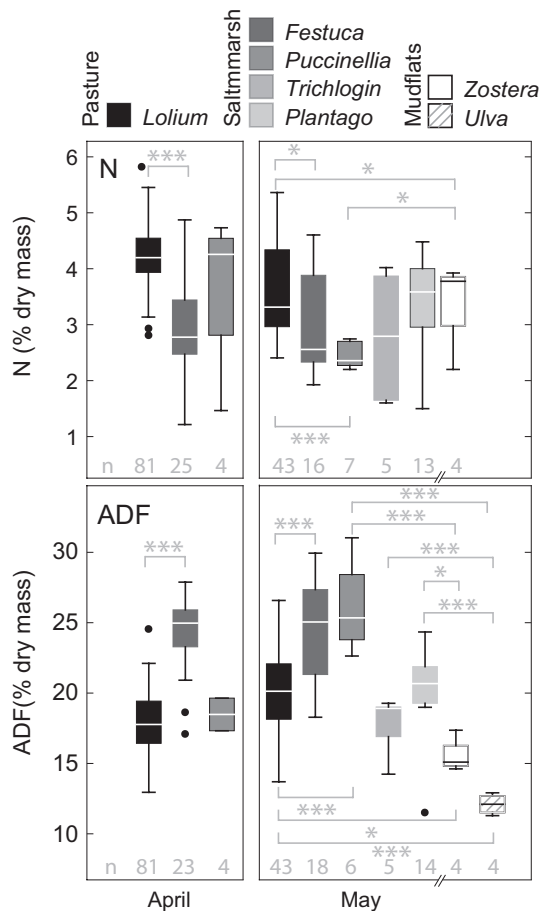 Pasture
Lolium
Saltmmarsh
Festuca
Puccinellia
Trichlogin
Plantago
Mudflats
Zostera
Ulva
N
N (% dry mass)
6
5
4
3
2
1
***
n 81 25 4
*
*
*
***
43 16 7 5 13 4
ADF
ADF(% dry mass)
30
25
20
15
10
***
n 81 23 4
***
***
***
***
*
***
***
*
***
43 18 6 5 14 4 4
April May